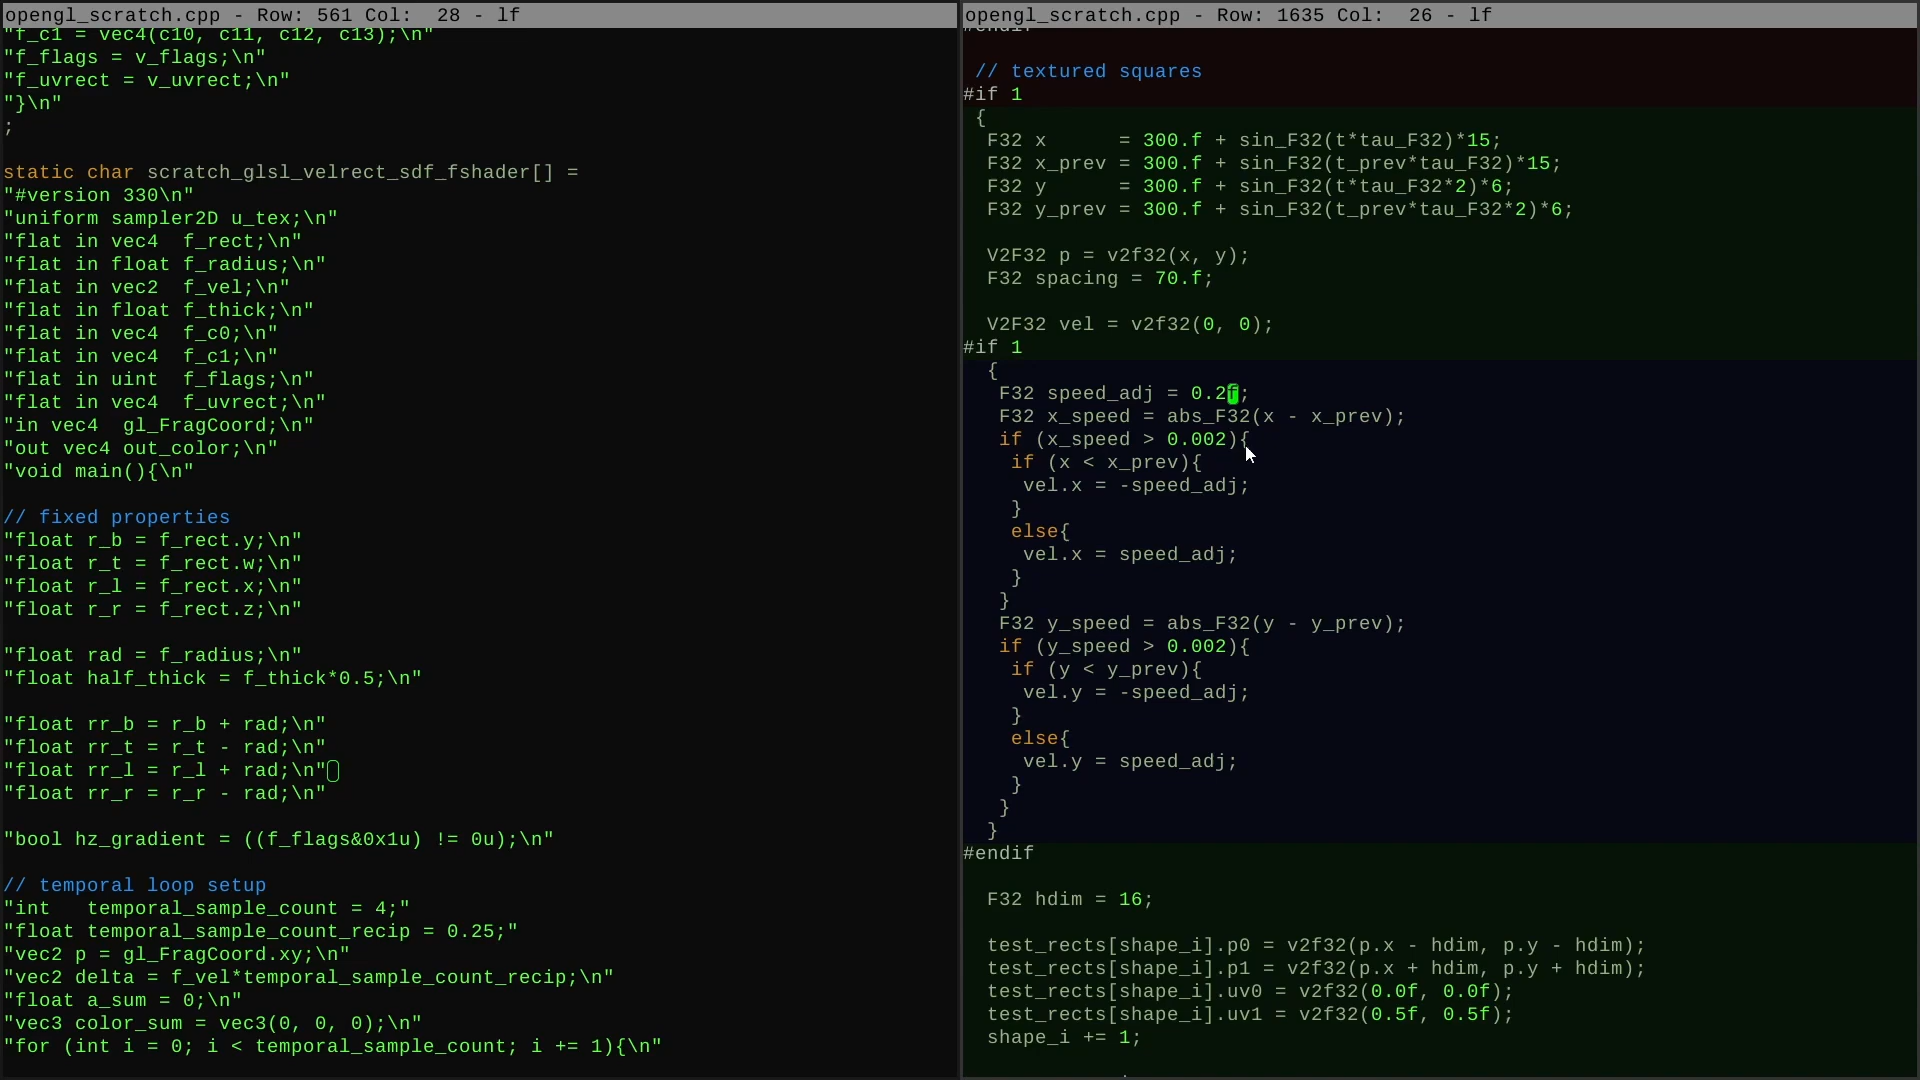 opengl_scratch.cpp - Row: 561 Col:  28 - lf
"f_c1 = vec4(c10, c11, c12, c13);\n"
"f_flags = v_flags;\n"
"f_uvrect = v_uvrect;\n"
"}\n"
;
static char scratch_glsl_velrect_sdf_fshader[] =
"#version 330\n"
"uniform sampler2D u_tex;\n"
"flat in vec4  f_rect;\n"
"flat in float f_radius;\n"
"flat in vec2  f_vel;\n"
"flat in float f_thick;\n"
"flat in vec4  f_c0;\n"
"flat in vec4  f_c1;\n"
"flat in uint  f_flags;\n"
"flat in vec4  f_uvrect;\n"
"in vec4  gl_FragCoord;\n"
"out vec4 out_color;\n"
"void main(){\n"
// fixed properties
"float r_b = f_rect.y;\n"
"float r_t = f_rect.w;\n"
"float r_l = f_rect.x;\n"
"float r_r = f_rect.z;\n"
"float rad = f_radius;\n"
"float half_thick = f_thick*0.5;\n"
"float rr_b = r_b + rad;\n"
"float rr_t = r_t - rad;\n"
"float rr_l = r_l + rad;\n"
"float rr_r = r_r - rad;\n"
"bool hz_gradient = ((f_flags&0x1u) != 0u);\n"
// temporal loop setup
"int   temporal_sample_count = 4;"
"float temporal_sample_count_recip = 0.25;"
"vec2 p = gl_FragCoord.xy;\n"
"vec2 delta = f_vel*temporal_sample_count_recip;\n"
"float a_sum = 0;\n"
"vec3 color_sum = vec3(0, 0, 0);\n"
"for (int i = 0; i < temporal_sample_count; i += 1){\n"
opengl_scratch.cpp - Row: 1635 Col:  26 - lf
#endif
// textured squares
#if 1
{
F32 x      = 300.f + sin_F32(t*tau_F32)*15;
F32 x_prev = 300.f + sin_F32(t_prev*tau_F32)*15;
F32 y      = 300.f + sin_F32(t*tau_F32*2)*6;
F32 y_prev = 300.f + sin_F32(t_prev*tau_F32*2)*6;
V2F32 p = v2f32(x, y);
F32 spacing = 70.f;
V2F32 vel = v2f32(0, 0);
#if 1
{
F32 speed_adj = 0.2f;
F32 x_speed = abs_F32(x - x_prev);
if (x_speed > 0.002){
if (x < x_prev){
vel.x = -speed_adj;
}
else{
vel.x = speed_adj;
}
}
F32 y_speed = abs_F32(y - y_prev);
if (y_speed > 0.002){
if (y < y_prev){
vel.y = -speed_adj;
}
else{
vel.y = speed_adj;
}
}
}
#endif
F32 hdim = 16;
test_rects[shape_i].p0 = v2f32(p.x - hdim, p.y - hdim);
test_rects[shape_i].p1 = v2f32(p.x + hdim, p.y + hdim);
test_rects[shape_i].uv0 = v2f32(0.0f, 0.0f);
test_rects[shape_i].uv1 = v2f32(0.5f, 0.5f);
shape_i += 1;